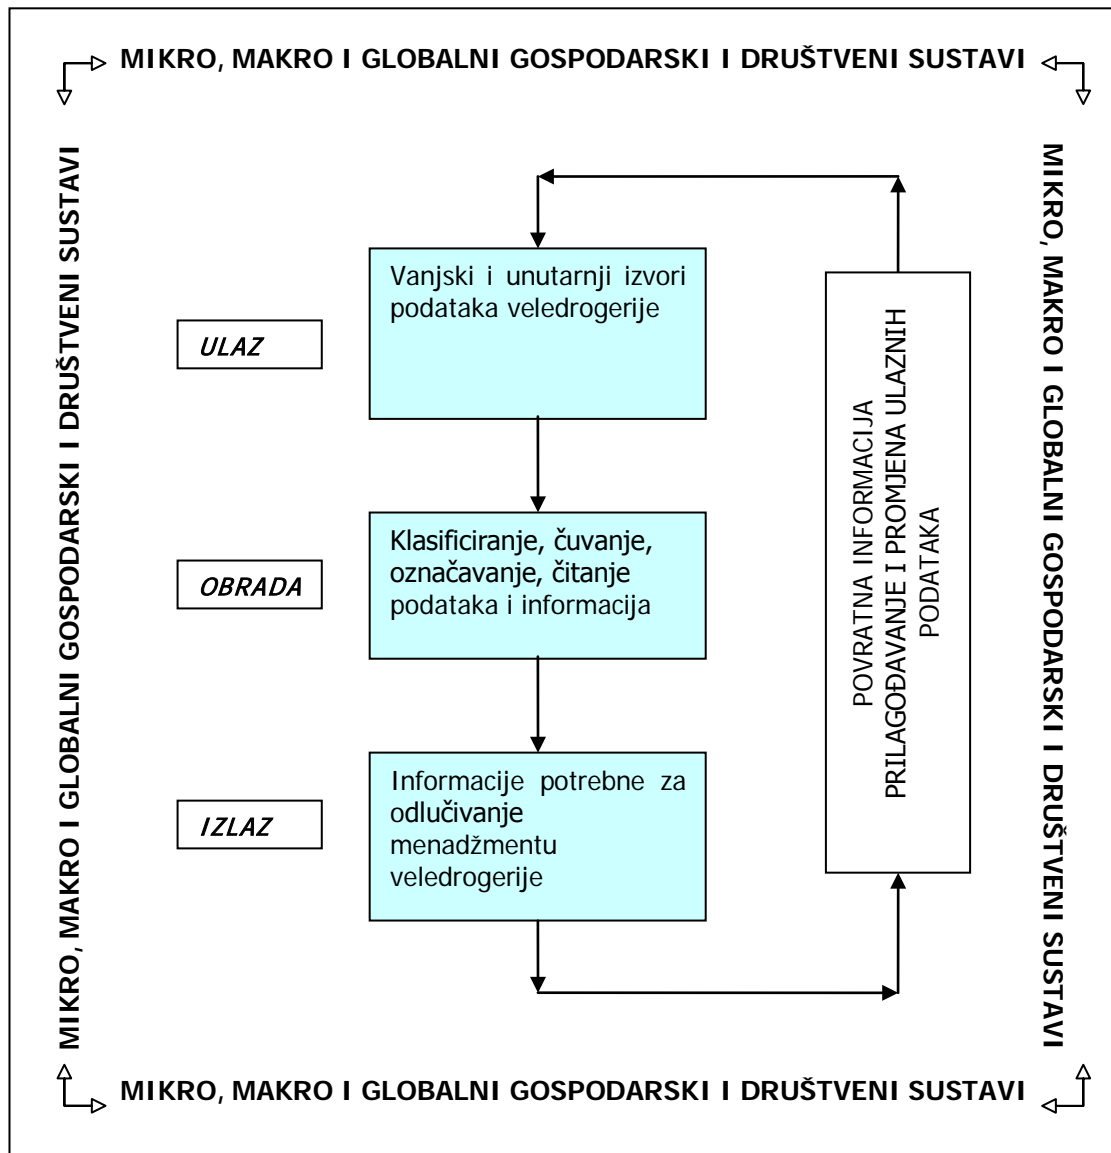 MIKRO, MAKRO I GLOBALNI GOSPODARSKI I DRUŠTVENI SUSTAVI
MIKRO, MAKRO I GLOBALNI GOSPODARSKI I DRUŠTVENI SUSTAVI
ULAZ
Vanjski i unutarnji izvori
podataka veledrogerije
OBRADA
Klasificiranje, čuvanje,
označavanje, čitanje
podataka i informacija
IZLAZ
Informacije potrebne za
odlučivanje
menadžmentu
veledrogerije
POVRATNA INFORMACIJA
PRILAGOĐAVANJE I PROMJENA ULAZNIH
PODATAKA
MIKRO, MAKRO I GLOBALNI GOSPODARSKI I DRUŠTVENI SUSTAVI
MIKRO, MAKRO I GLOBALNI GOSPODARSKI I DRUŠTVENI SUSTAVI